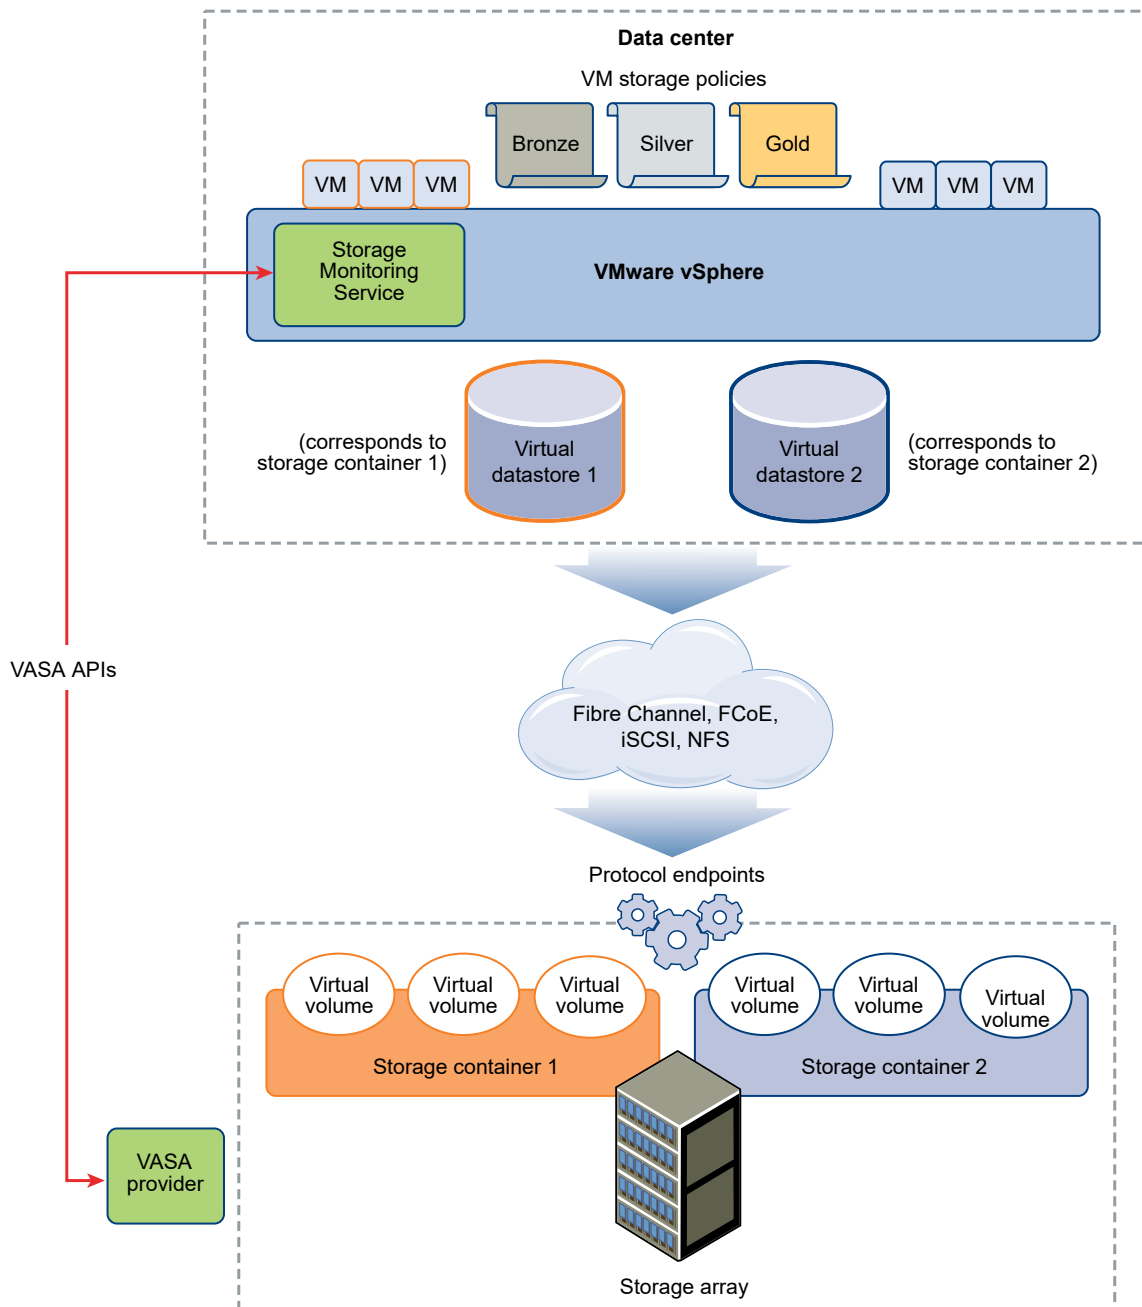 Data center
VM storage policies
Bronze
Silver
Gold
VM
VM
VM
VM
VM
VM
Storage
Monitoring
Service
VMware vSphere
(corresponds to
storage container 1)
Virtual
datastore 1
Virtual
datastore 2
(corresponds to
storage container 2)
VASA APIs
Fibre Channel, FCoE,
iSCSI, NFS
Protocol endpoints
Virtual
volume
Virtual
volume
Virtual
volume
Virtual
volume
Virtual
volume
Virtual
volume
Storage container 1
Storage container 2
VASA
provider
Storage array